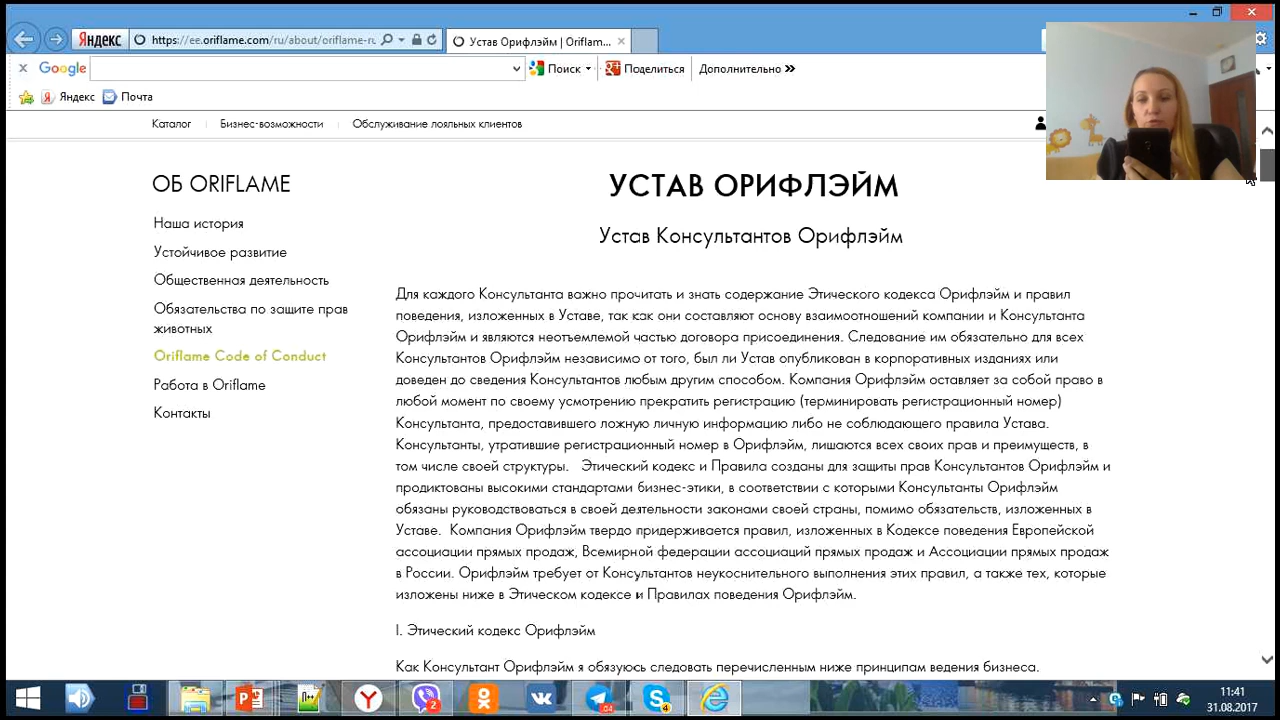 Яндекс
https://ee.oriflame.com/ru/about/oriflame-ru
Устав Орифлэйм | Oriflam...
Google
Поиск
Поделиться
Дополнительно »
Яндекс
Почта
Каталог
Бизнес-возможности
Обслуживание лояльных клиентов
ОБ ORIFLAME
Наша история
Устойчивое развитие
Общественная деятельность
Обязательства по защите прав
животных
Oriflame Code of Conduct
Работа в Oriflame
Контакты
УСТАВ ОРИФЛЭЙМ
Устав Консультантов Орифлэйм
Для каждого Консультанта важно прочитать и знать содержание Этического кодекса Орифлэйм и правил
поведения, изложенных в Уставе, так как они составляют основу взаимоотношений компании и Консультанта
Орифлэйм и являются неотъемлемой частью договора присоединения. Следование им обязательно для всех
Консультантов Орифлэйм независимо от того, был ли Устав опубликован в корпоративных изданиях или
доведен до сведения Консультантов любым другим способом. Компания Орифлэйм оставляет за собой право в
любой момент по своему усмотрению прекратить регистрацию (терминировать регистрационный номер)
Консультанта, предоставившего ложную личную информацию либо не соблюдающего правила Устава.
Консультанты, утратившие регистрационный номер в Орифлэйм, лишаются всех своих прав и преимуществ, в
том числе своей структуры. Этический кодекс и Правила созданы для защиты прав Консультантов Орифлэйм и
продиктованы высокими стандартами бизнес-этики, в соответствии с которыми Консультанты Орифлэйм
обязаны руководствоваться в своей деятельности законами своей страны, помимо обязательств, изложенных в
Уставе. Компания Орифлэйм твердо придерживается правил, изложенных в Кодексе поведения Европейской
ассоциации прямых продаж, Всемирной федерации ассоциаций прямых продаж и Ассоциации прямых продаж
в России. Орифлэйм требует от Консультантов неукоснительного выполнения этих правил, а также тех, которые
изложены ниже в Этическом кодексе и Правилах поведения Орифлэйм.
I. Этический кодекс Орифлэйм
Как Консультант Орифлэйм я обязуюсь следовать перечисленным ниже принципам ведения бизнеса.
11:41
31.08.2017